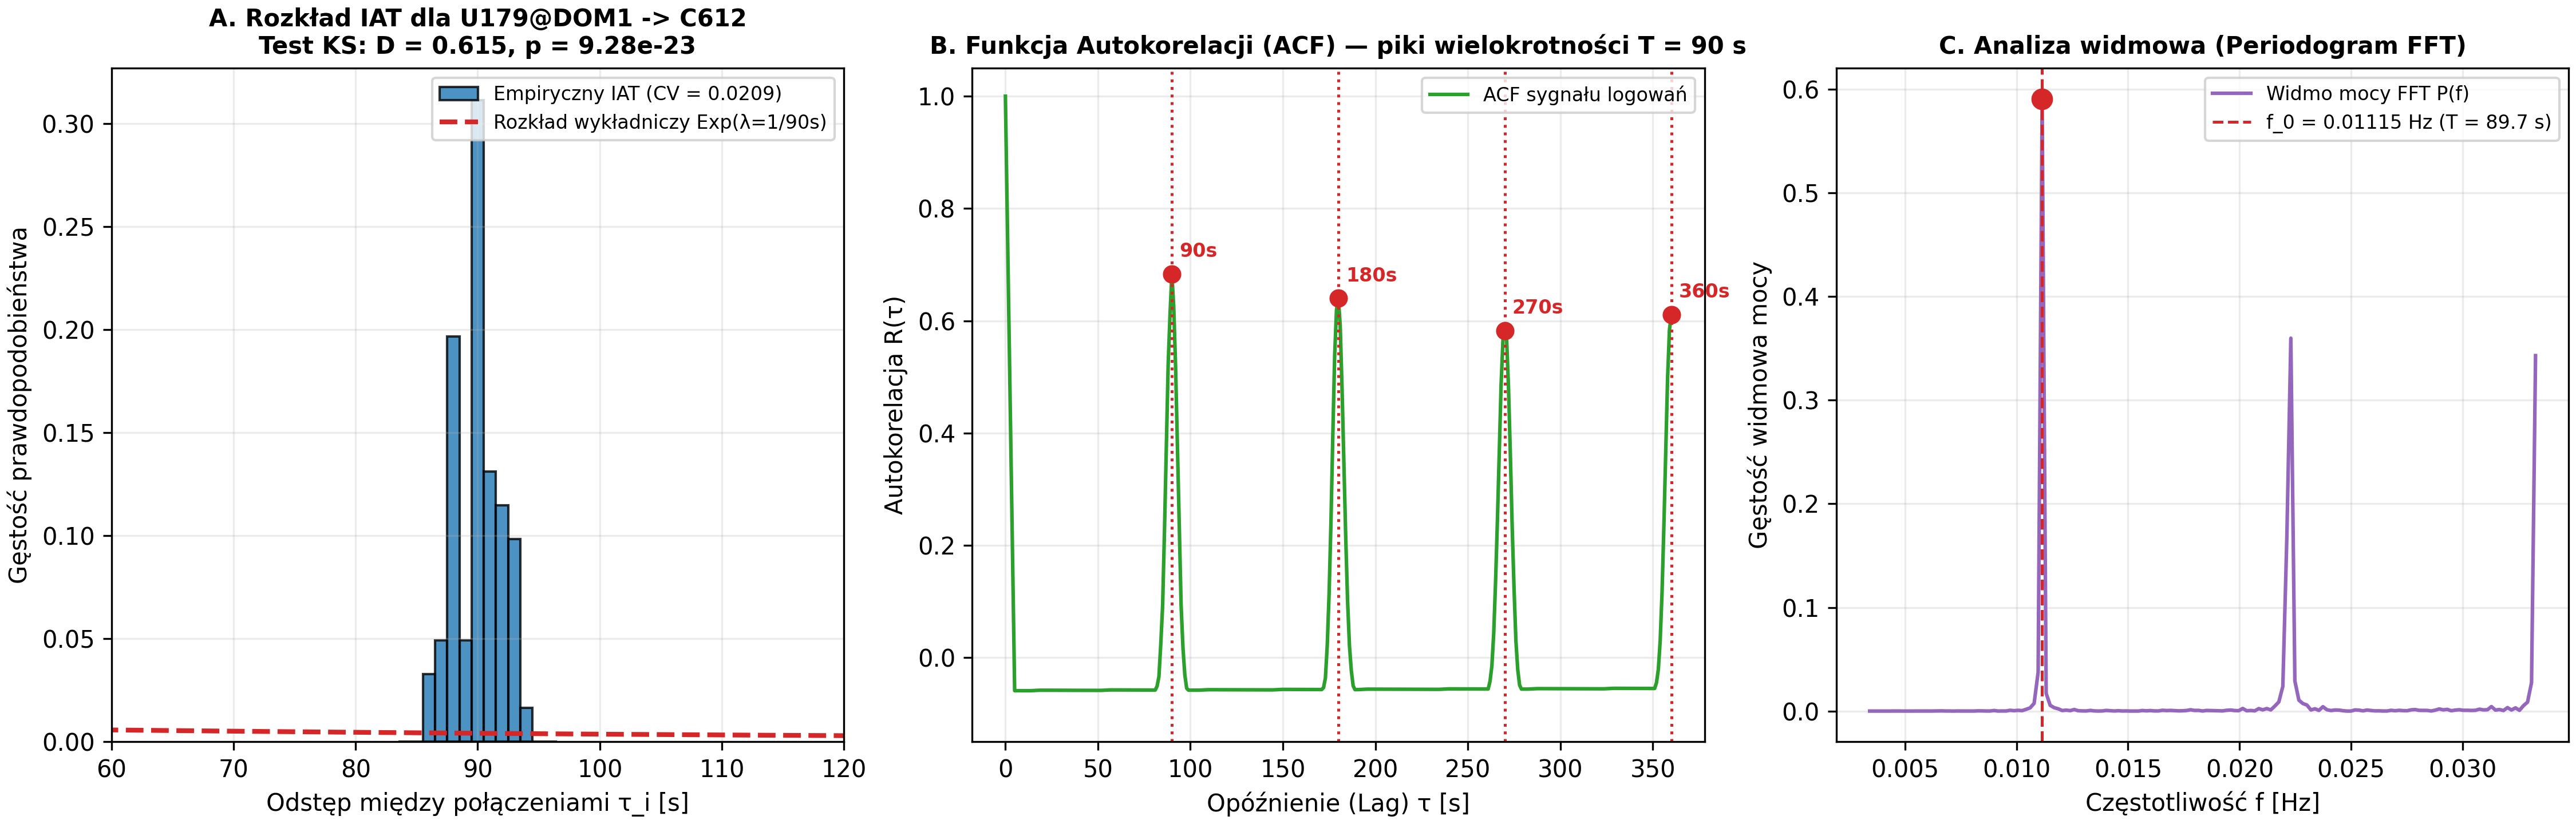 A. Rozkład IAT dla U179@DOM1 -> C612
Test KS: D = 0.615, p = 9.28e-23
Gęstość prawdopodobieństwa
0.30
0.25
0.20
0.15
0.10
0.05
0.00
Empiryczny IAT (CV = 0.0209)
Rozkład wykładniczy Exp(λ=1/90s)
60 70 80 90 100 110 120
Odstęp między połączeniami τ_i [s]
B. Funkcja Autokorelacji (ACF) — piki wielokrotności T = 90 s
Autokorelacja R(τ)
1.0
0.8
0.6
0.4
0.2
0.0
ACF sygnału logowań
90s
180s
270s
360s
0 50 100 150 200 250 300 350
Opóźnienie (Lag) τ [s]
C. Analiza widmowa (Periodogram FFT)
Gęstość widmowa mocy
0.6
0.5
0.4
0.3
0.2
0.1
0.0
Widmo mocy FFT P(f)
f_0 = 0.01115 Hz (T = 89.7 s)
0.005 0.010 0.015 0.020 0.025 0.030
Częstotliwość f [Hz]